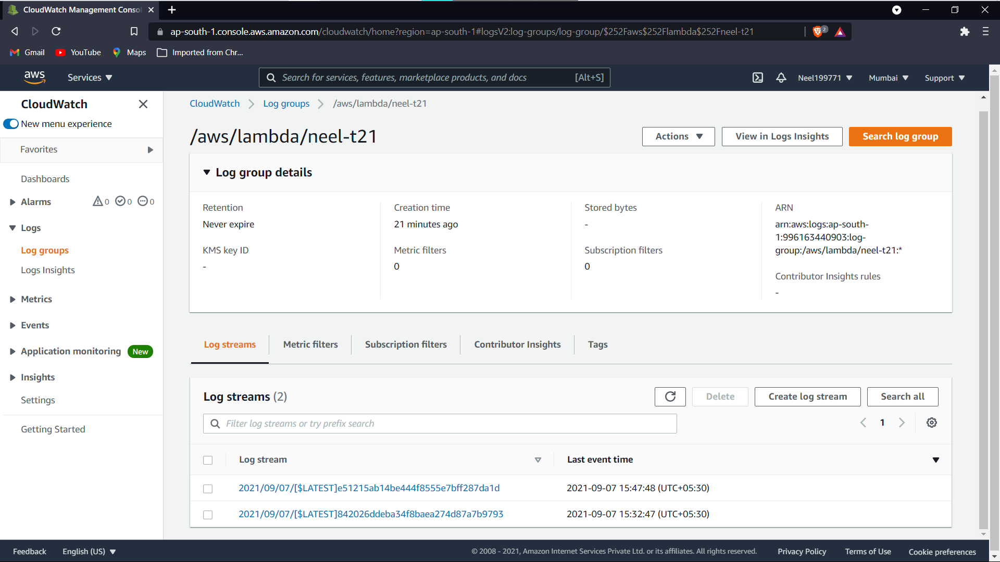 CloudWatch Management Conso
ap-south-1.console.aws.amazon.com/cloudwatch/home?region=ap-south-1#logsV2:log-groups/log-group/$252Faws$252Flambda$252Fneel-t21
2
Gmail YouTube Maps Imported from Chr...
aws Services Search for services, features, marketplace products, and docs [Alt+S] Neel199771 Mumbai Support
CloudWatch
New menu experience
Favorites
Dashboards
Alarms 0 0 0
Logs
Log groups
Logs Insights
Metrics
Events
Application monitoring New
Insights
Settings
Getting Started
CloudWatch Log groups /aws/lambda/neel-t21
/aws/lambda/neel-t21
Actions View in Logs Insights Search log group
Log group details
Retention
Never expire
KMS key ID
-
Creation time
21 minutes ago
Metric filters
0
Stored bytes
-
Subscription filters
0
ARN
arn:aws:logs:ap-south-
1:996163440903:log-
group:/aws/lambda/neel-t21:*
Contributor Insights rules
-
Log streams Metric filters Subscription filters Contributor Insights Tags
Log streams (2)
Delete Create log stream Search all
Filter log streams or try prefix search
1
Log stream Last event time
2021/09/07/[$LATEST]e51215ab14be444f8555e7bff287da1d 2021-09-07 15:47:48 (UTC+05:30)
2021/09/07/[$LATEST]842026ddeba34f8baea274d87a7b9793 2021-09-07 15:32:47 (UTC+05:30)
Feedback English (US) © 2008 - 2021, Amazon Internet Services Private Ltd. or its affiliates. All rights reserved. Privacy Policy Terms of Use Cookie preferences